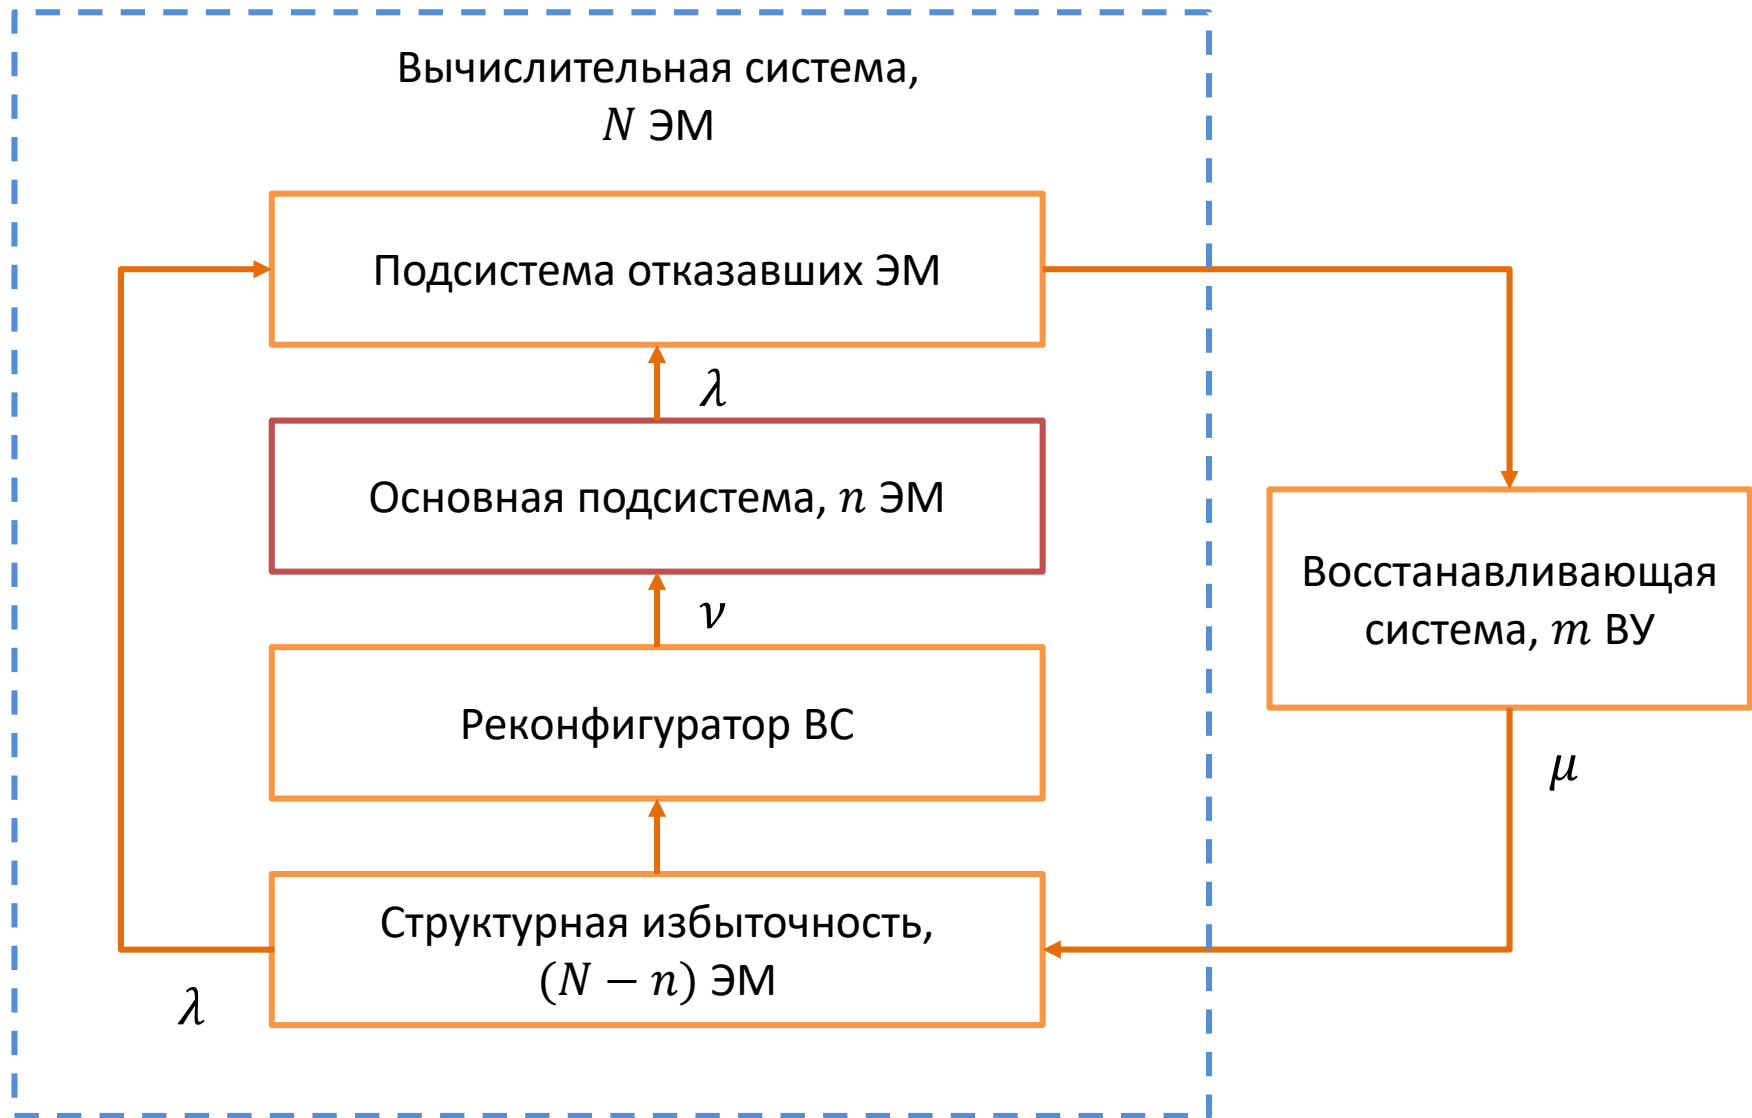 Вычислительная система,
N ЭМ
Подсистема отказавших ЭМ
λ
Основная подсистема, n ЭМ
ν
Реконфигуратор ВС
Структурная избыточность,
(N − n) ЭМ
λ
Восстанавливающая
система, m ВУ
μ